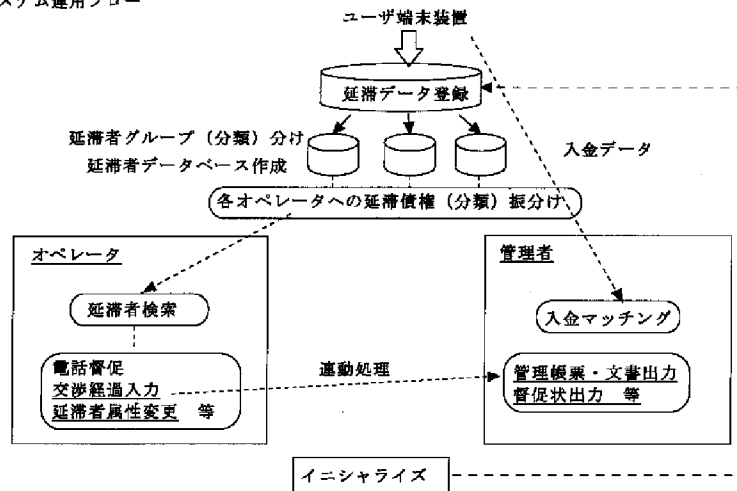 ステム運用フロー
ユーザ端末装置
延滞データ登録
延滞者グループ（分類）分け
延滞者データベース作成
入金データ
各オペレータへの延滞債権（分類）振分け
オペレータ
延滞者検索
電話督促
交渉経過入力
延滞者属性変更　等
連動処理
管理者
入金マッチング
管理帳票・文書出力
督促状出力　等
イニシャライズ